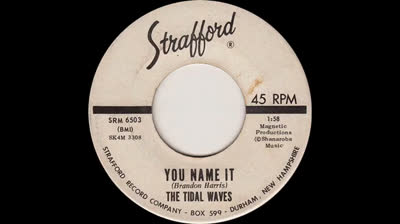 Strafford
®
SRM 6503
(BMI)
SK4M 3308
45 RPM
1:58
Magnetic
Productions
Ⓟ Shenaroba
Music
YOU NAME IT
(Brandon Harris)
THE TIDAL WAVES
STRAFFORD RECORD COMPANY - BOX 599 - DURHAM, NEW HAMPSHIRE